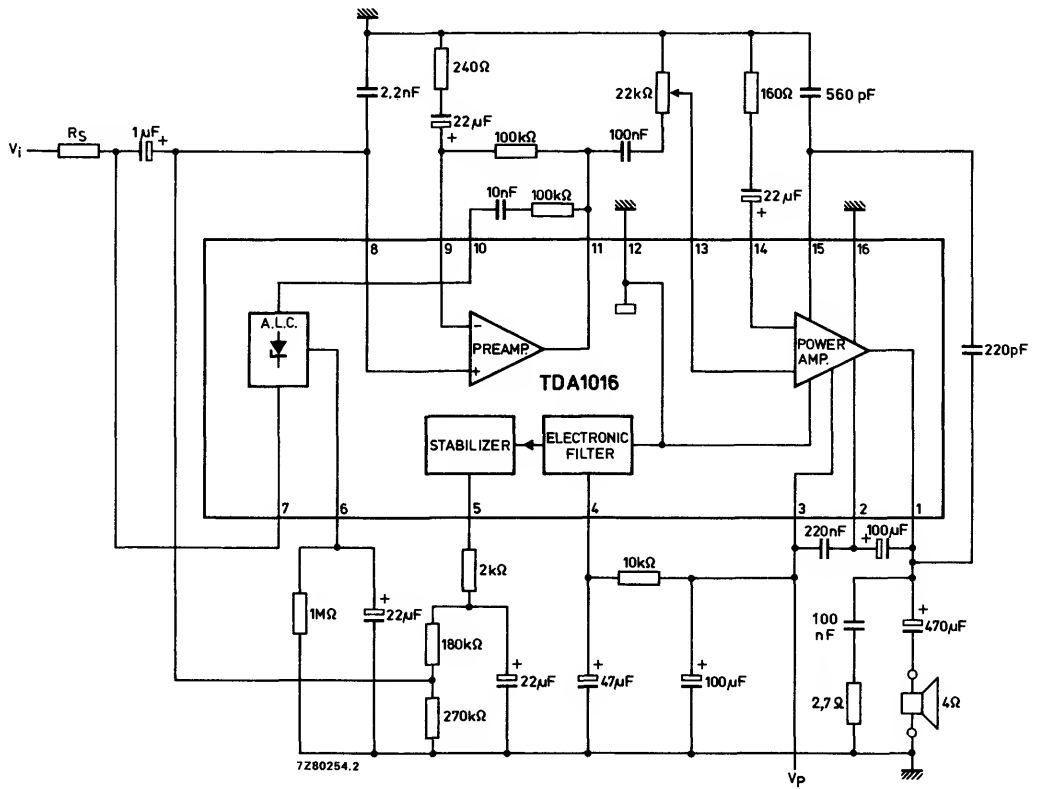 240Ω
2,2nF
22kΩ
160Ω
560 pF
22µF
+
Vi
RS
1µF
+
100kΩ
100nF
10nF
100kΩ
22µF
+
8
9
10
11
12
13
14
15
16
A.L.C.
−
PREAMP.
+
POWER
AMP.
220pF
TDA1016
STABILIZER
ELECTRONIC
FILTER
7
6
5
4
3
2
1
220nF
+
100µF
2kΩ
10kΩ
1MΩ
+
22µF
180kΩ
+
22µF
+
47µF
+
100µF
100
nF
+
470µF
270kΩ
2,7Ω
4Ω
7Z80254.2
VP